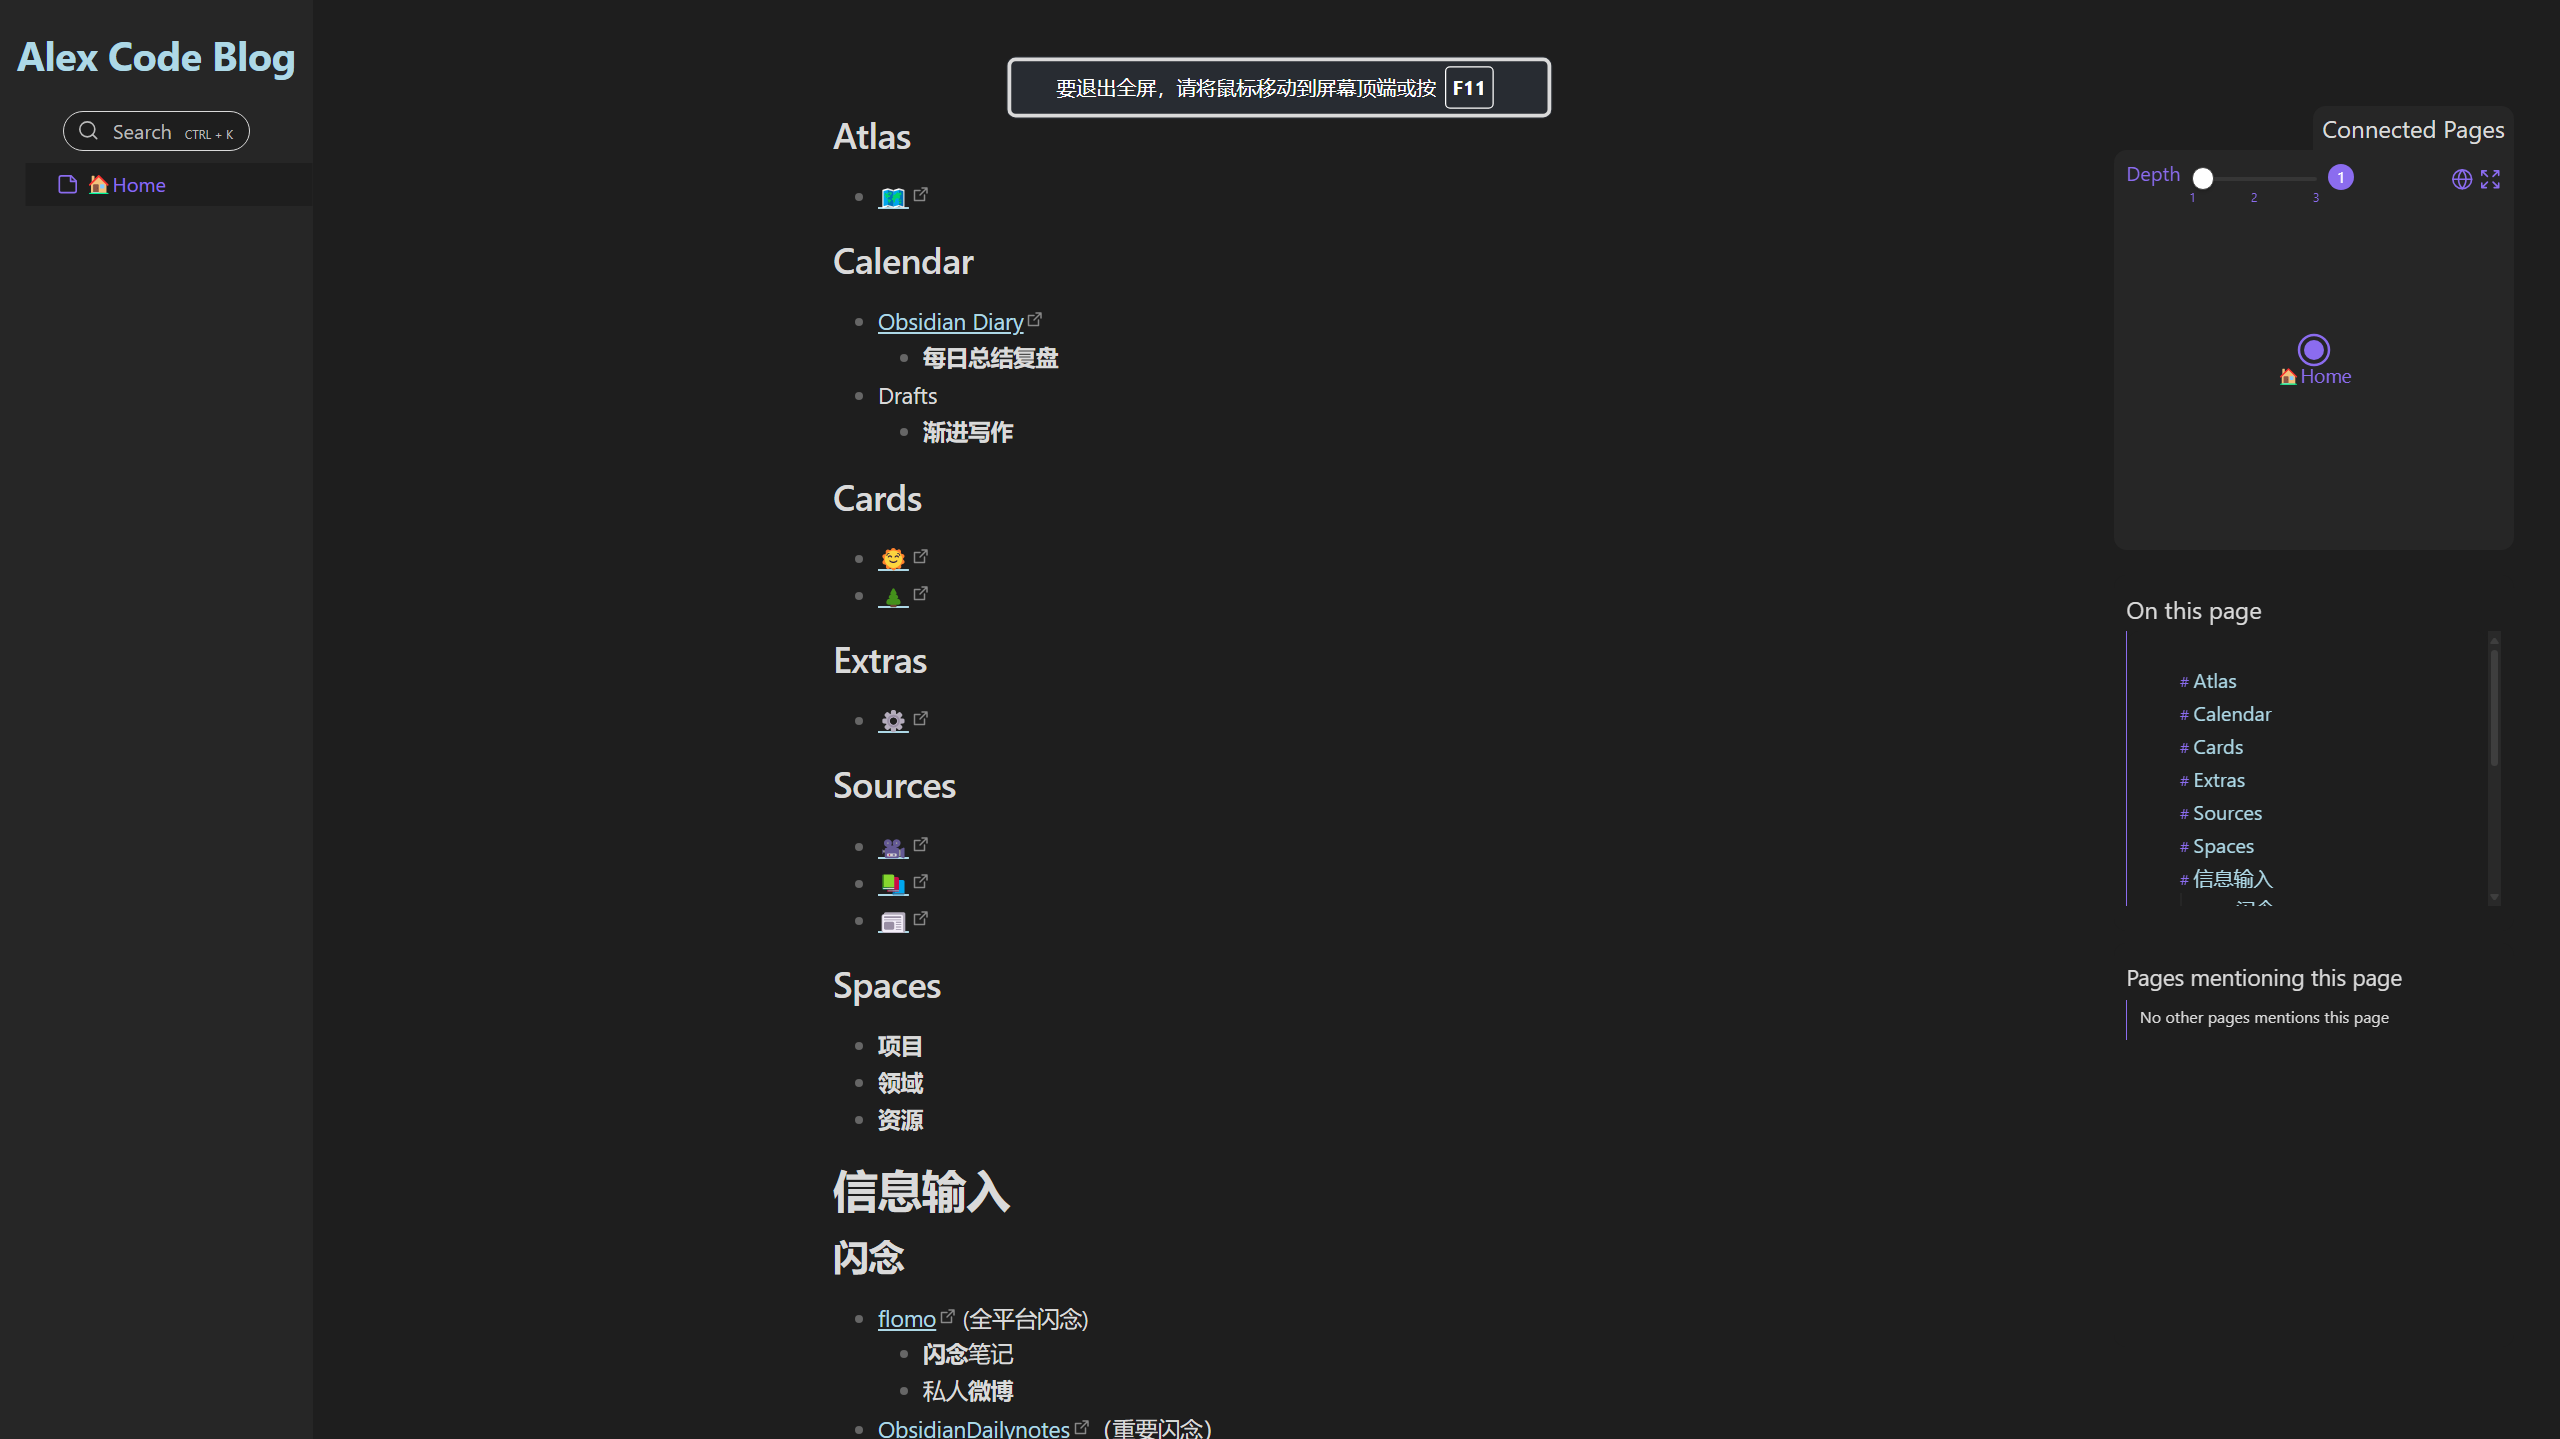 Alex Code Blog
Search CTRL + K
🏠Home
要退出全屏，请将鼠标移动到屏幕顶端或按 F11
Atlas
Calendar
Obsidian Diary
每日总结复盘
Drafts
渐进写作
Cards
Extras
Sources
Spaces
项目
领域
资源
信息输入
闪念
flomo (全平台闪念)
闪念笔记
私人微博
ObsidianDailynotes（重要闪念）
Connected Pages
Depth 1
1 2 3
🏠Home
On this page
# Atlas
# Calendar
# Cards
# Extras
# Sources
# Spaces
# 信息输入
闪念
Pages mentioning this page
No other pages mentions this page